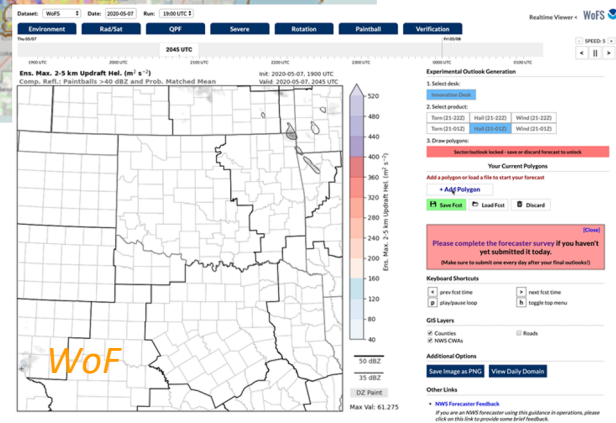 Dataset: WoFS Date: 2020-05-07 Run: 19:00 UTC
Realtime Viewer < WoFS
Environment Rad/Sat QPF Severe Rotation Paintball Verification
Thu 05/07 Fri 05/08
2045 UTC
SPEED: 5
1900 UTC 0000 UTC 0100 UTC
Ens. Max. 2-5 km Updraft Hel. (m² s⁻²) Init: 2020-05-07, 1900 UTC
Comp. Refl.: Paintballs >40 dBZ and Prob. Matched Mean Valid: 2020-05-07, 2045 UTC
520
480
440
400
360
320
280
240
200
160
120
80
40
Ens. Max. 2-5 km Updraft Hel. (m² s⁻²)
50 dBZ
35 dBZ
DZ Paint
Max Val: 61.275
WoF
Experimental Outlook Generation
1. Select desk:
Innovation Desk
2. Select product:
Torn (21-22Z) Hail (21-22Z) Wind (21-22Z)
Torn (21-01Z) Hail (21-01Z) Wind (21-01Z)
3. Draw polygons:
Sector/outlook locked - save or discard forecast to unlock
Your Current Polygons
Add a polygon or load a file to start your forecast
+ Add Polygon
Save Fcst Load Fcst Discard
[Close]
Please complete the forecaster survey if you haven't
yet submitted it today.
(Make sure to submit one every day after your final outlooks!)
Keyboard Shortcuts
< prev fcst time > next fcst time
p play/pause loop h toggle top menu
GIS Layers
Counties Roads
NWS CWAs
Additional Options
Save Image as PNG View Daily Domain
Other Links
• NWS Forecaster Feedback
If you are an NWS forecaster using this guidance in operations, please
click on this link to provide some brief feedback.